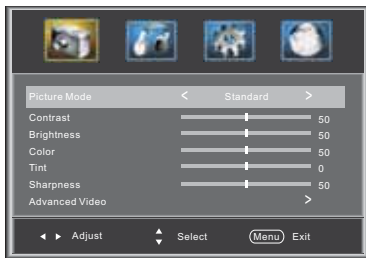 Picture Mode < Standard >
Contrast 50
Brightness 50
Color 50
Tint 0
Sharpness 50
Advanced Video >
Adjust Select Menu Exit